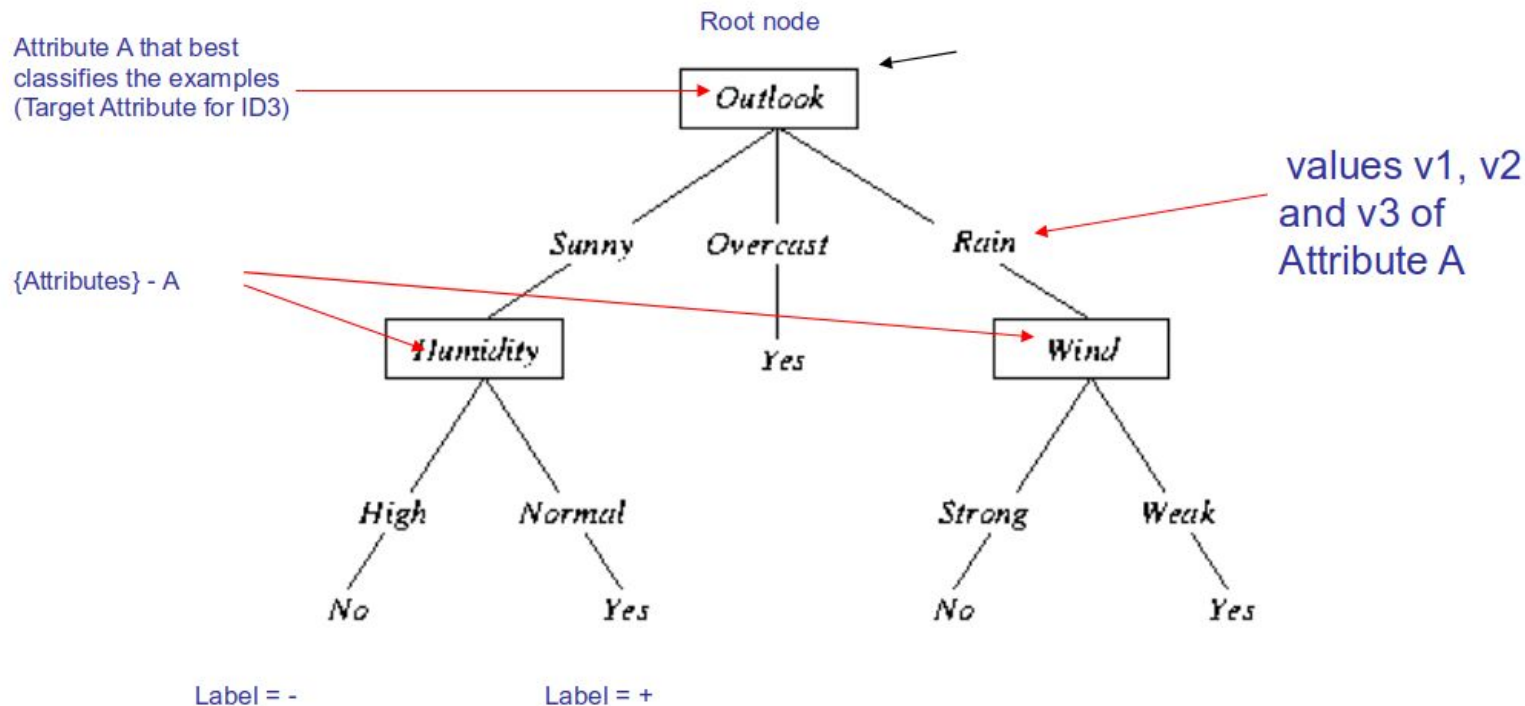 Root node
Attribute A that best
classifies the examples
(Target Attribute for ID3)
Outlook
values v1, v2
and v3 of
Attribute A
Sunny
Overcast
Rain
{Attributes} - A
Humidity
Yes
Wind
High
Normal
Strong
Weak
No
Yes
No
Yes
Label = -
Label = +